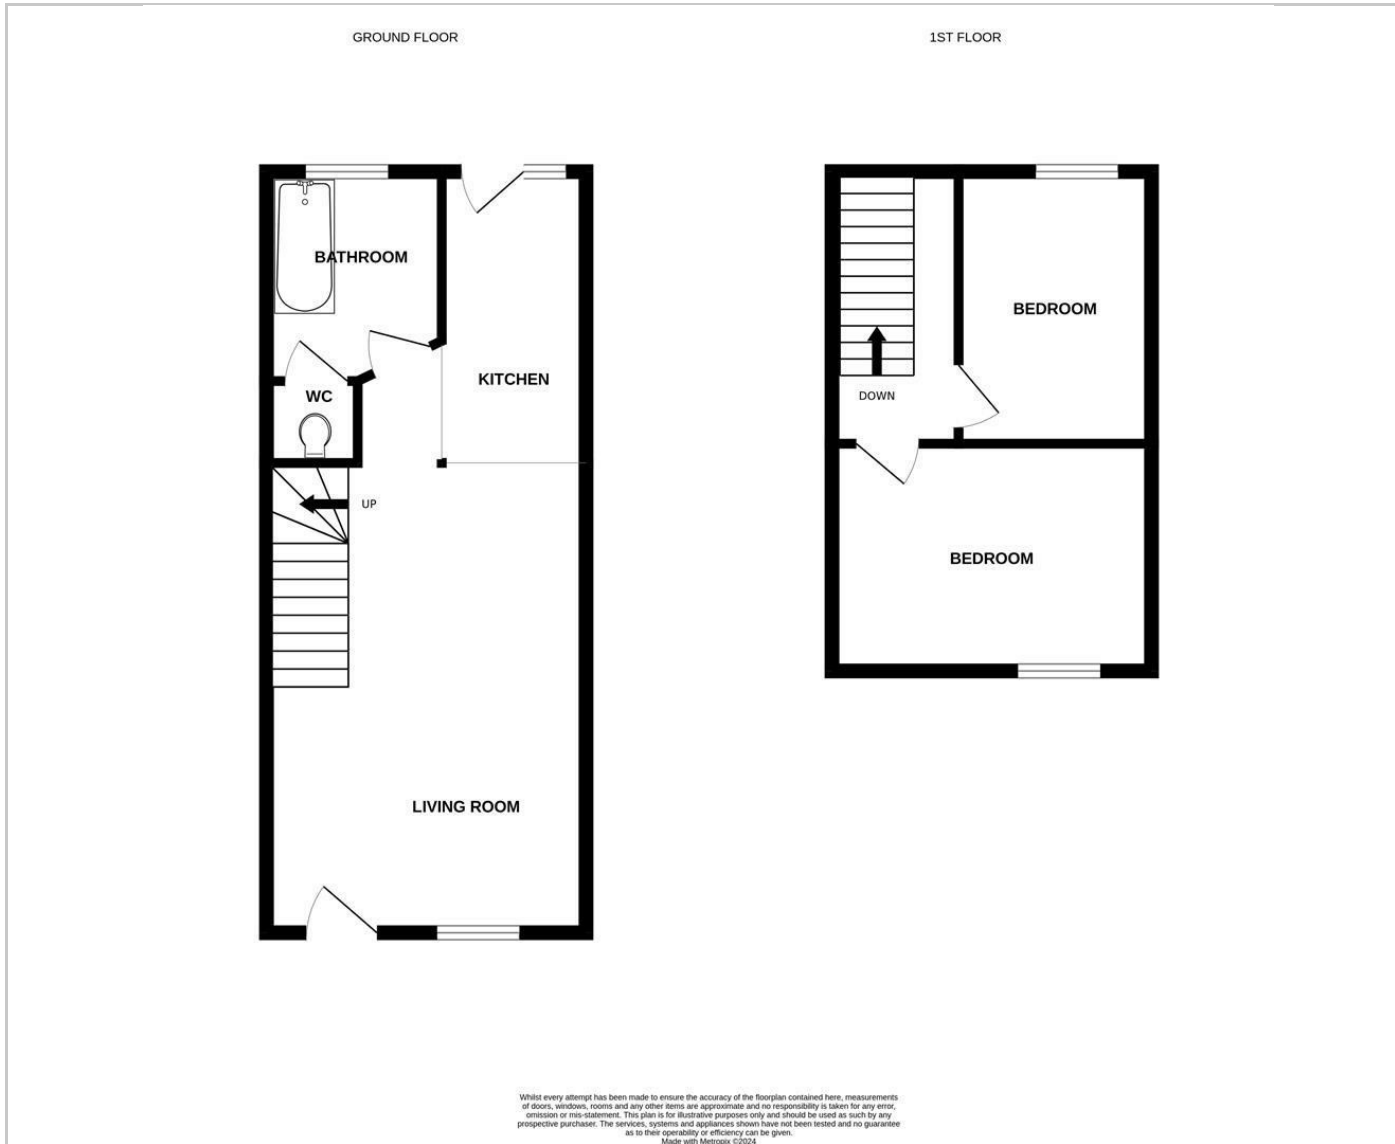 GROUND FLOOR
1ST FLOOR
BATHROOM
BEDROOM
KITCHEN
WC
DOWN
UP
BEDROOM
LIVING ROOM
Whilst every attempt has been made to ensure the accuracy of the floorplan contained here, measurements
of doors, windows, rooms and any other items are approximate and no responsibility is taken for any error,
omission or mis-statement. This plan is for illustrative purposes only and should be used as such by any
prospective purchaser. The services, systems and appliances shown have not been tested and no guarantee
as to their operability or efficiency can be given.
Made with Metropix ©2024